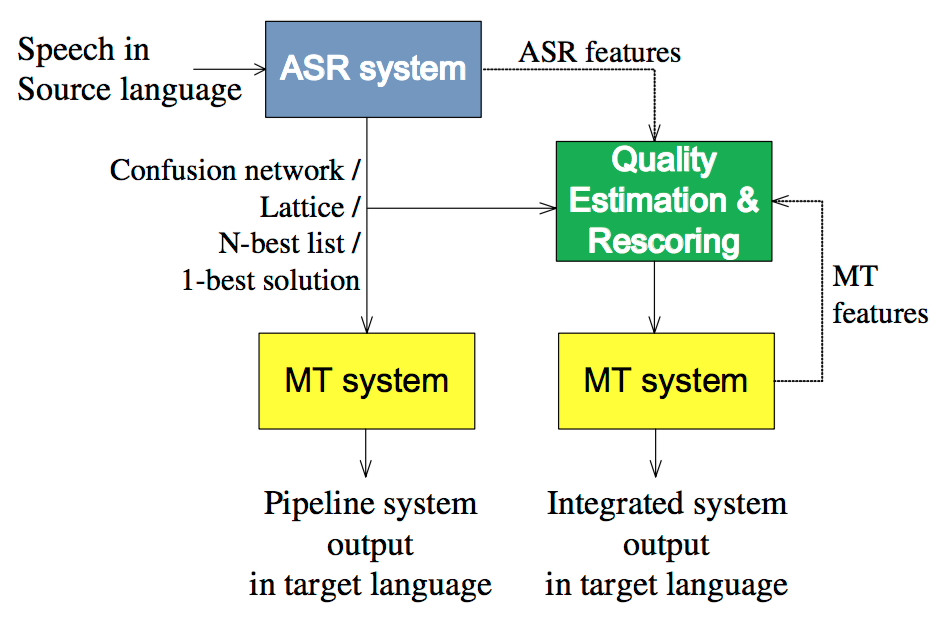 Speech in
Source language
ASR system
ASR features
Confusion network /
Lattice /
N-best list /
1-best solution
Quality
Estimation &
Rescoring
MT
features
MT system
MT system
Pipeline system
output
in target language
Integrated system
output
in target language